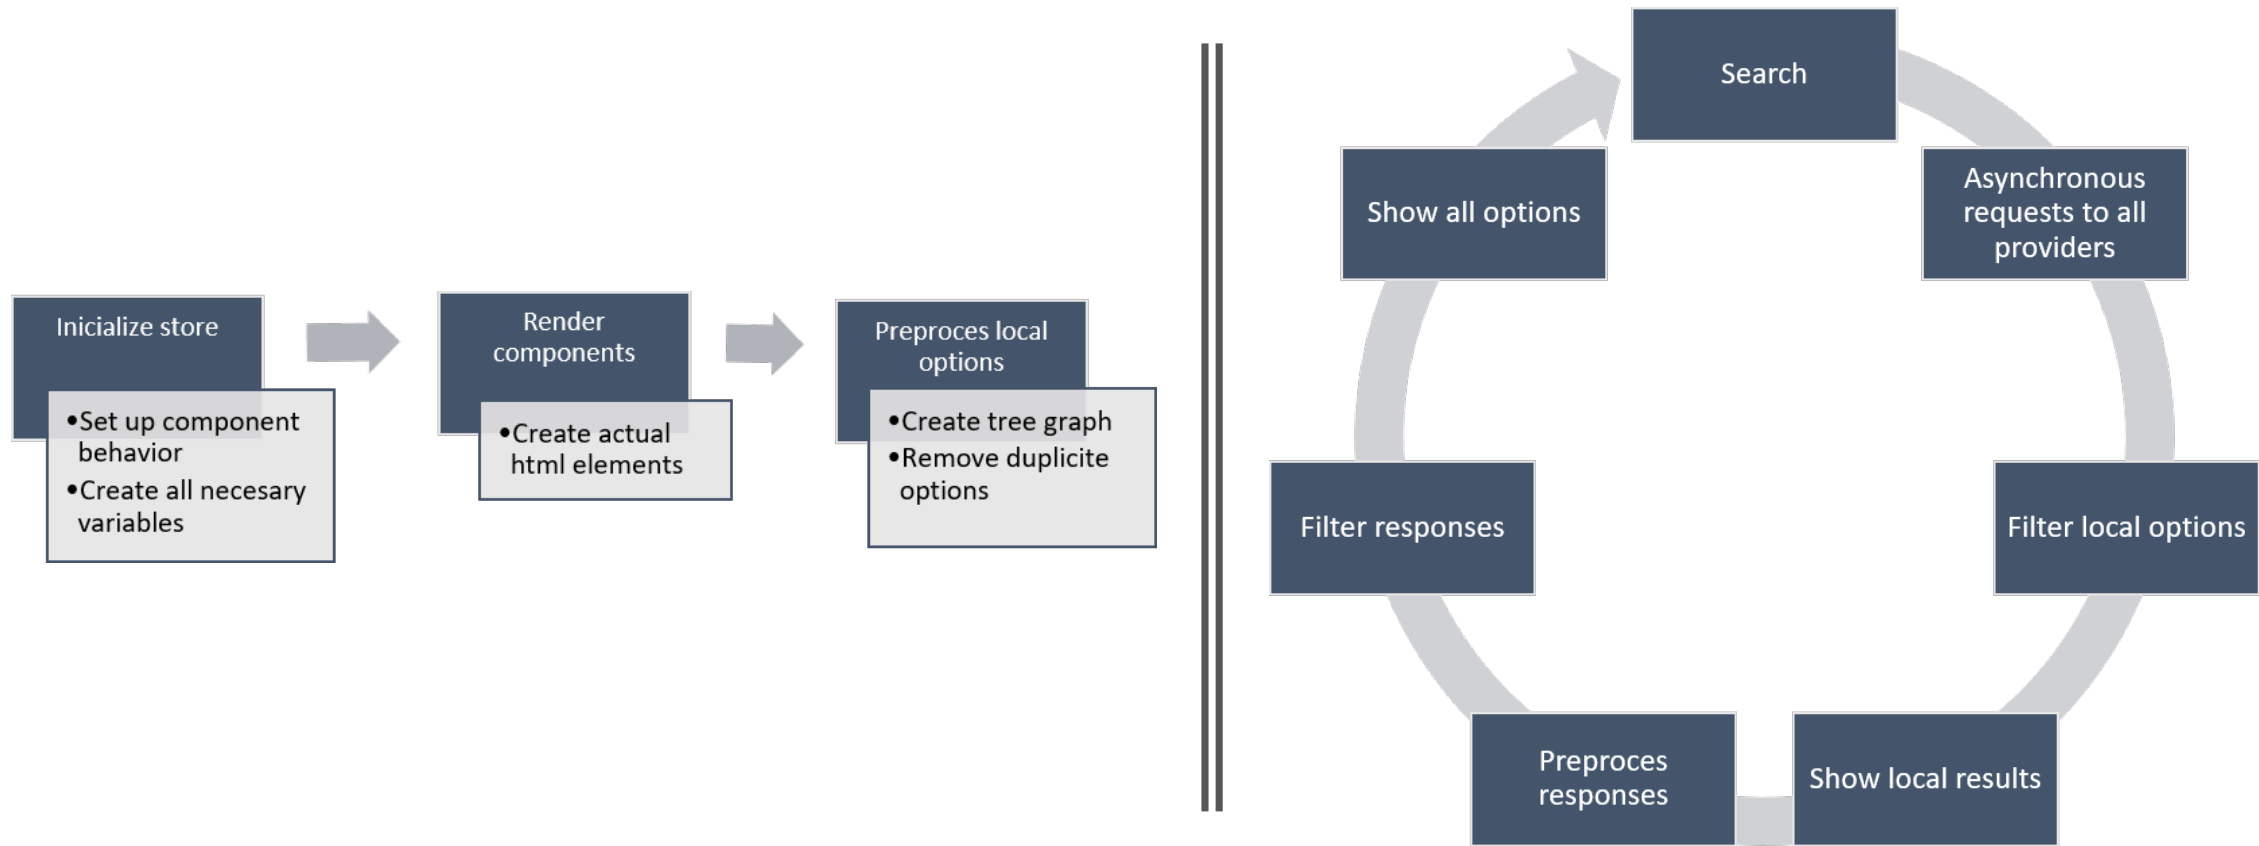 Inicialize store
•Set up component
behavior
•Create all necesary
variables
Render
components
•Create actual
html elements
Preproces local
options
•Create tree graph
•Remove duplicite
options
Search
Asynchronous
requests to all
providers
Filter local options
Show local results
Preproces
responses
Filter responses
Show all options